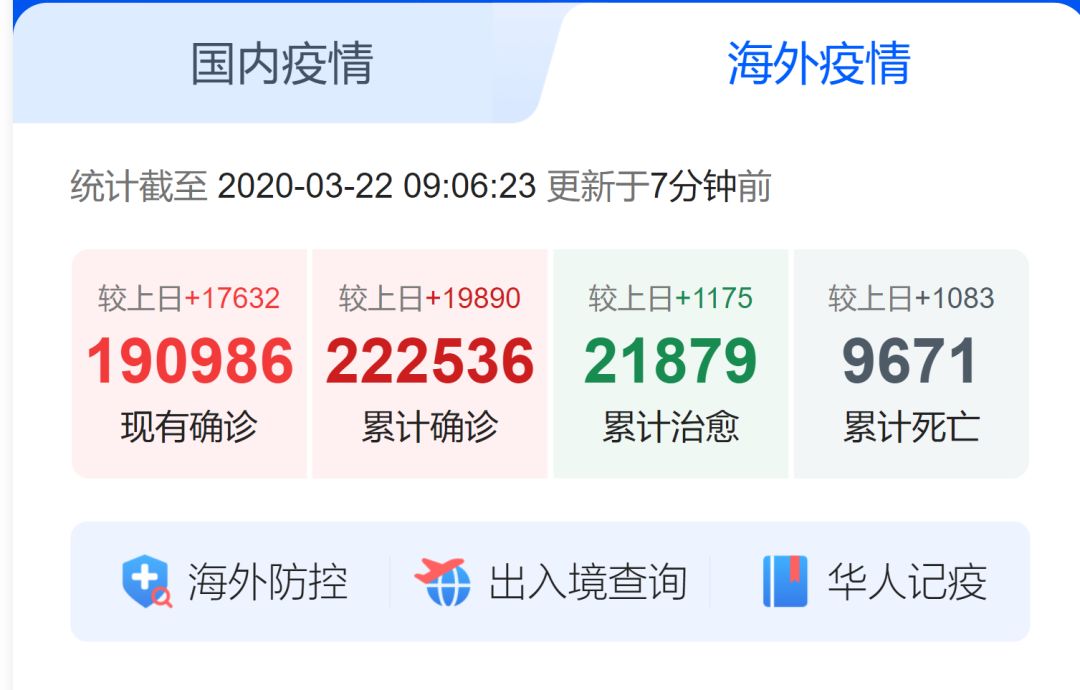 国内疫情 海外疫情
统计截至 2020-03-22 09:06:23 更新于7分钟前
较上日+17632 较上日+19890 较上日+1175 较上日+1083
190986 222536 21879 9671
现有确诊 累计确诊 累计治愈 累计死亡
海外防控 出入境查询 华人记疫